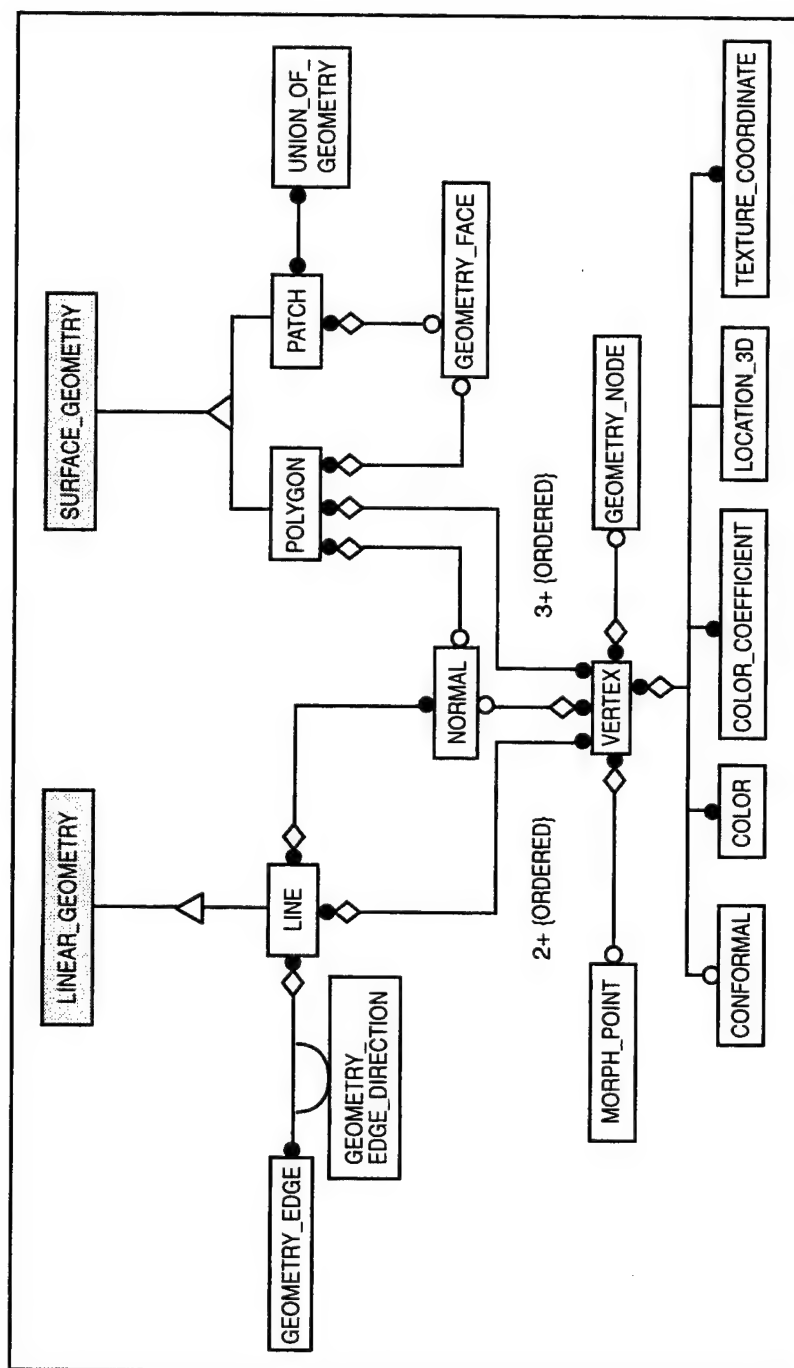 LINEAR_GEOMETRY
SURFACE_GEOMETRY
GEOMETRY_EDGE
GEOMETRY_
EDGE_DIRECTION
LINE
POLYGON
PATCH
UNION_OF_
GEOMETRY
NORMAL
GEOMETRY_FACE
2+ {ORDERED}
3+ {ORDERED}
MORPH_POINT
VERTEX
GEOMETRY_NODE
CONFORMAL
COLOR
COLOR_COEFFICIENT
LOCATION_3D
TEXTURE_COORDINATE